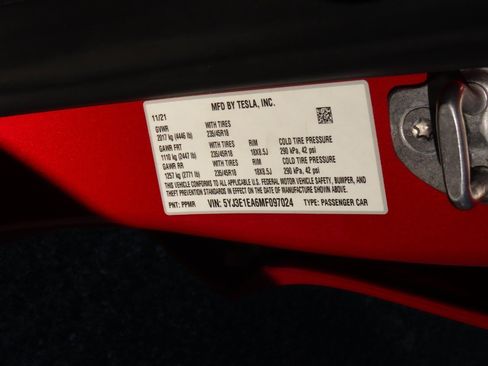 MFD BY TESLA, INC.
11/21
GVWR WITH TIRES
2017 kg (4446 lb) 235/45R18
GAWR FRT WITH TIRES RIM COLD TIRE PRESSURE
1110 kg (2447 lb) 235/45R18 18X8.5J 290 kPa, 42 psi
GAWR RR WITH TIRES RIM COLD TIRE PRESSURE
1257 kg (2771 lb) 235/45R18 18X8.5J 290 kPa, 42 psi
THIS VEHICLE CONFORMS TO ALL APPLICABLE U.S. FEDERAL MOTOR VEHICLE SAFETY, BUMPER, AND
THEFT PREVENTION STANDARDS IN EFFECT ON THE DATE OF MANUFACTURE SHOWN ABOVE.
PNT: PPMR VIN: 5YJ3E1EA6MF097024 TYPE: PASSENGER CAR